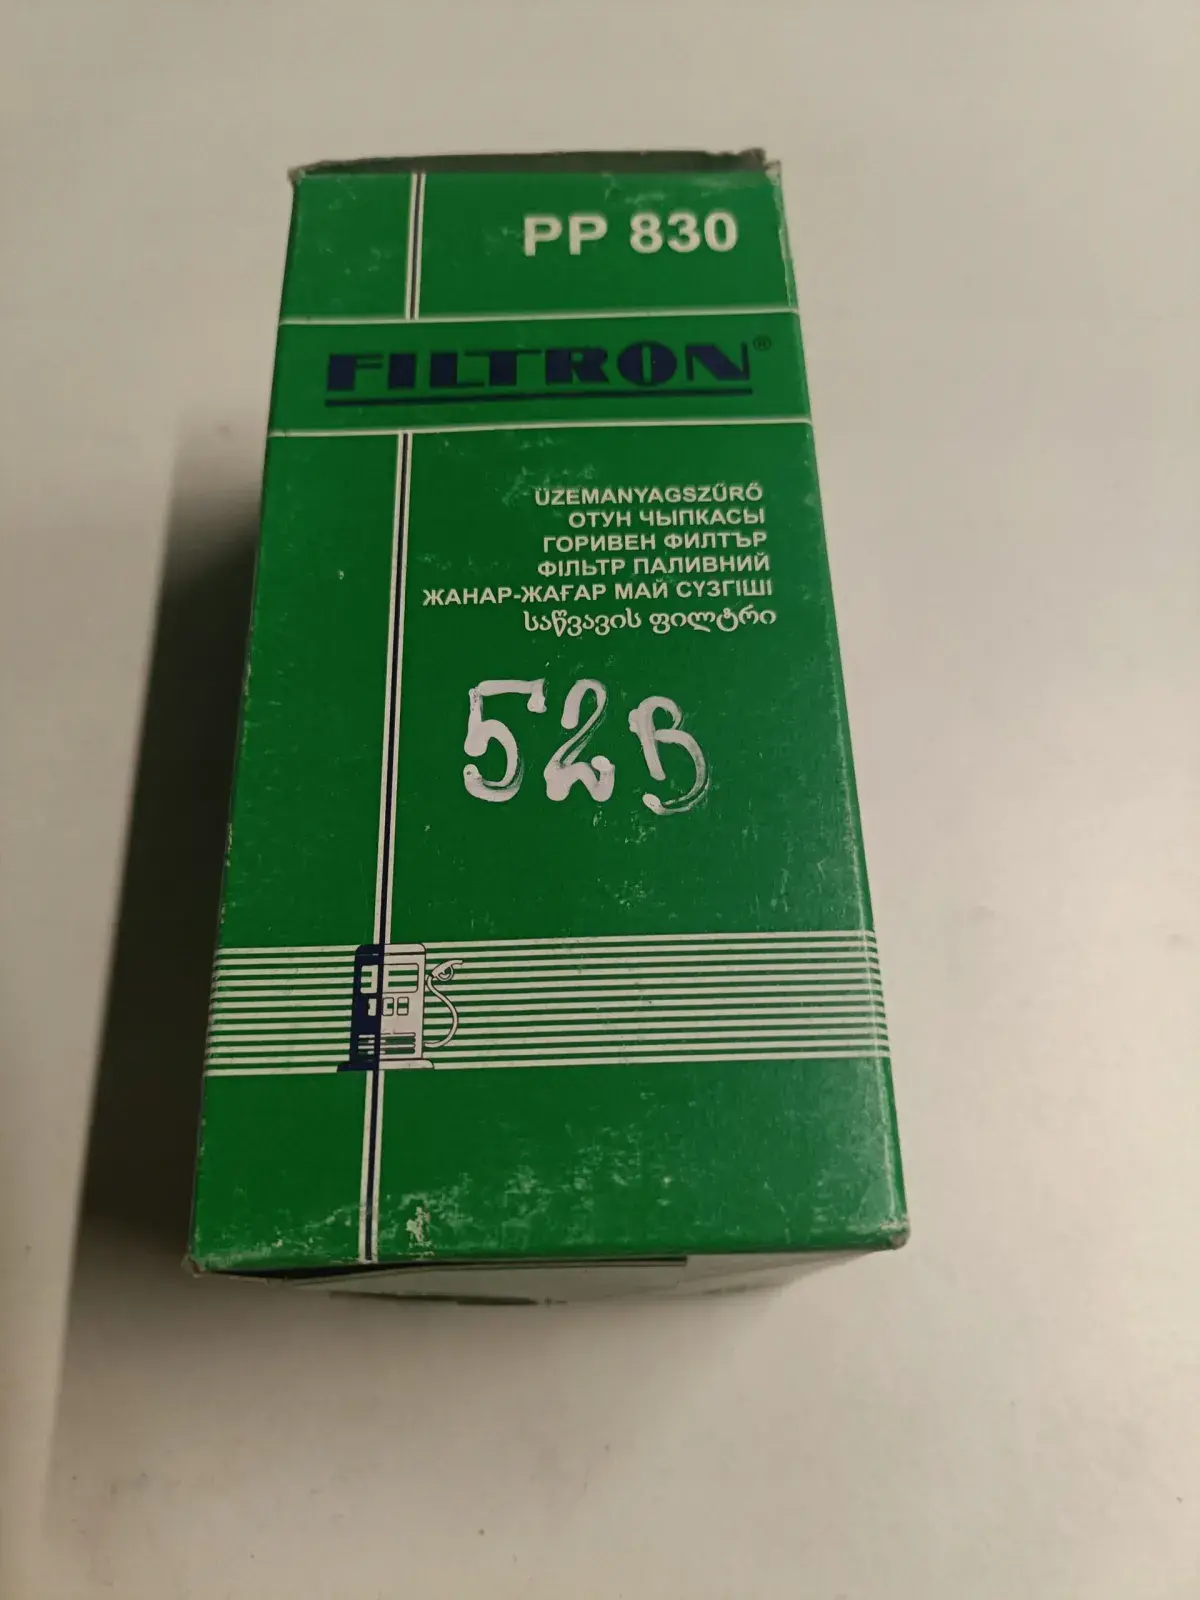 PP 830
FILTRON®
ÜZEMANYAGSZŰRŐ
ОТУН ЧЫПКАСЫ
ГОРИВЕН ФИЛТЪР
ФІЛЬТР ПАЛИВНИЙ
ЖАНАР-ЖАҒАР МАЙ СҮЗГІШІ
საწვავის ფილტრი
52B